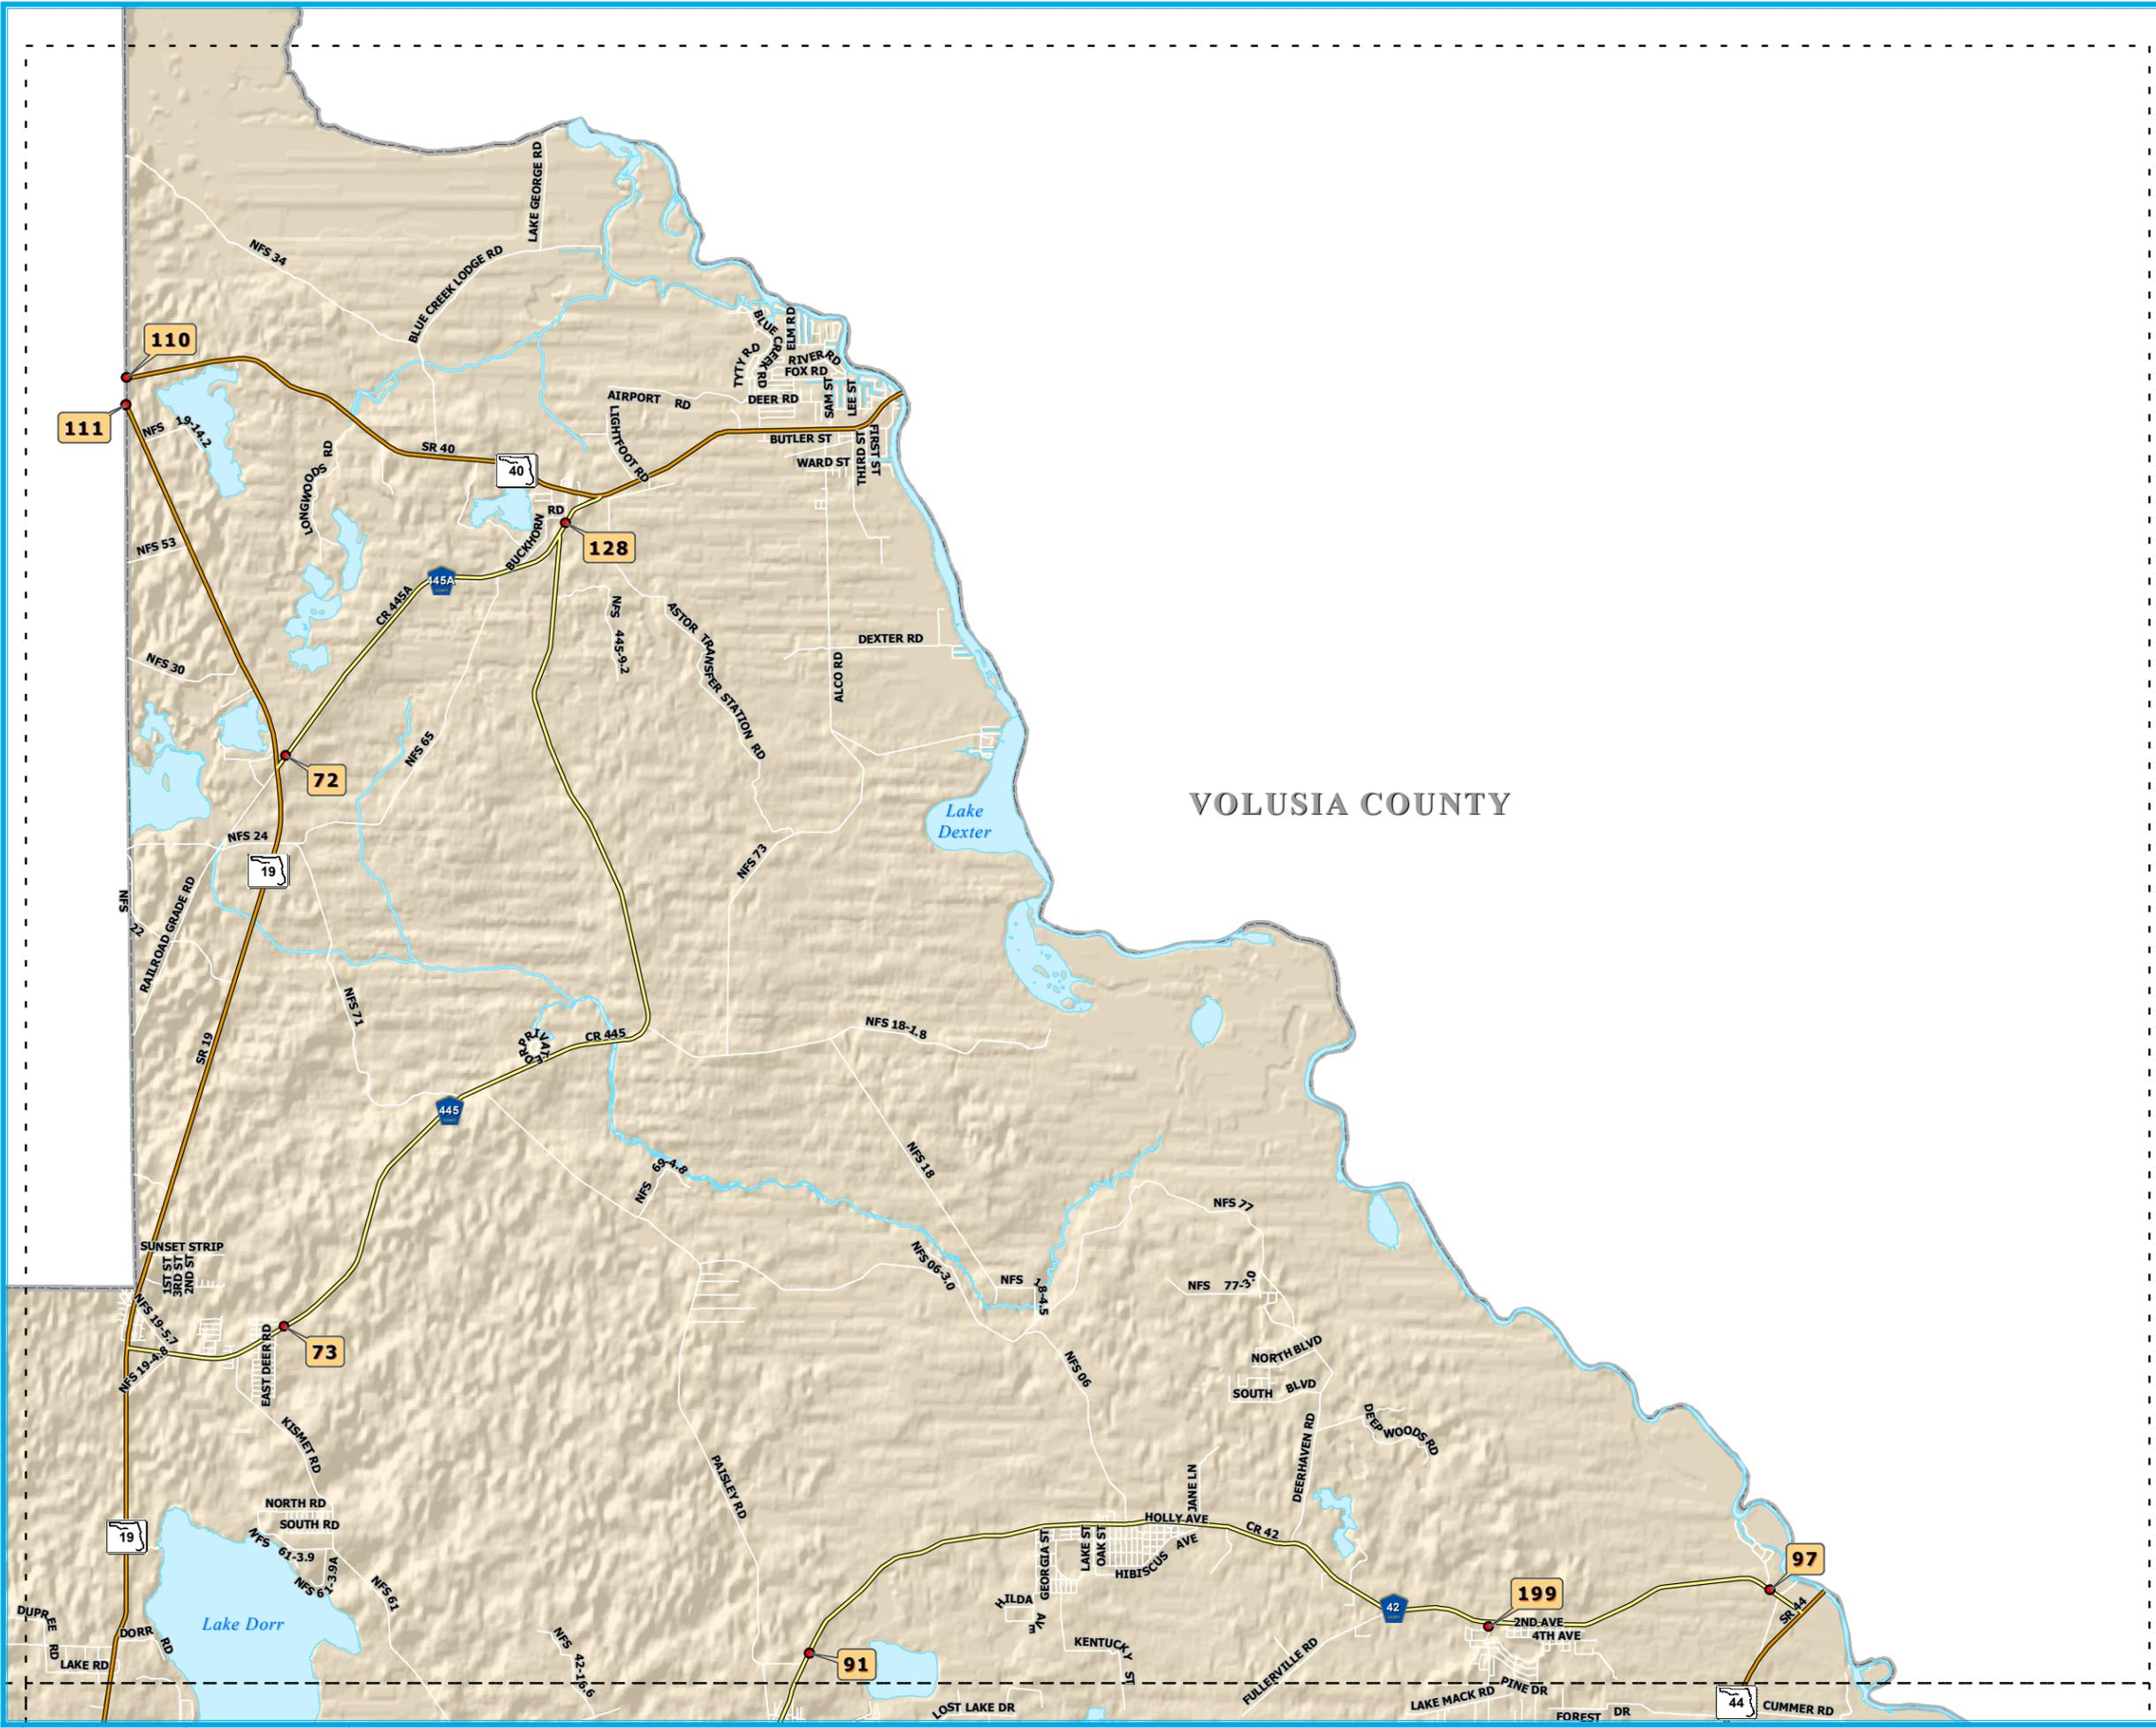 LAKE GEORGE RD
NFS 34
BLUE CREEK LODGE RD
110
111
NFS 19-14.2
BLUE CREEK RD
ELM RD
TYTY RD
RIVER RD
FOX RD
SAM ST
LEE ST
DEER RD
AIRPORT RD
LIGHTFOOT RD
BUTLER ST
FIRST ST
THIRD ST
WARD ST
SR 40
40
LONGWOODS RD
BUCKHORN RD
128
NFS 53
445A
CR 445A
NFS 445-9.2
ASTOR TRANSFER STATION RD
DEXTER RD
ALCO RD
NFS 30
NFS 65
72
Lake
Dexter
VOLUSIA COUNTY
NFS 24
19
NFS 73
NFS 22
RAILROAD GRADE RD
NFS 71
SR 19
PRIVATE
CR 445
NFS 18-1.8
445
NFS 18
NFS 69-4.8
NFS 77
SUNSET STRIP
1ST ST
3RD ST
2ND ST
NFS 06-3.0
NFS 18-4.5
NFS 77-3.0
NFS 19-5.7
NFS 19-4.8
EAST DEER RD
73
NORTH BLVD
NFS 06
SOUTH BLVD
KISMET RD
DEEP WOODS RD
DEERHAVEN RD
PAISLEY RD
JANE LN
NORTH RD
SOUTH RD
19
HOLLY AVE
CR 42
NFS 61-3.9
NFS 61-3.9A
GEORGIA ST
LAKE ST
OAK ST
HIBISCUS AVE
97
NFS 61
HILDA AVE
199
42
SR 44
DUPREE RD
Lake Dorr
2ND AVE
DORR RD
4TH AVE
KENTUCKY ST
LAKE RD
NFS 42-16.6
91
FULLERVILLE RD
PINE DR
LAKE MACK RD
LOST LAKE DR
44
CUMMER RD
FOREST DR